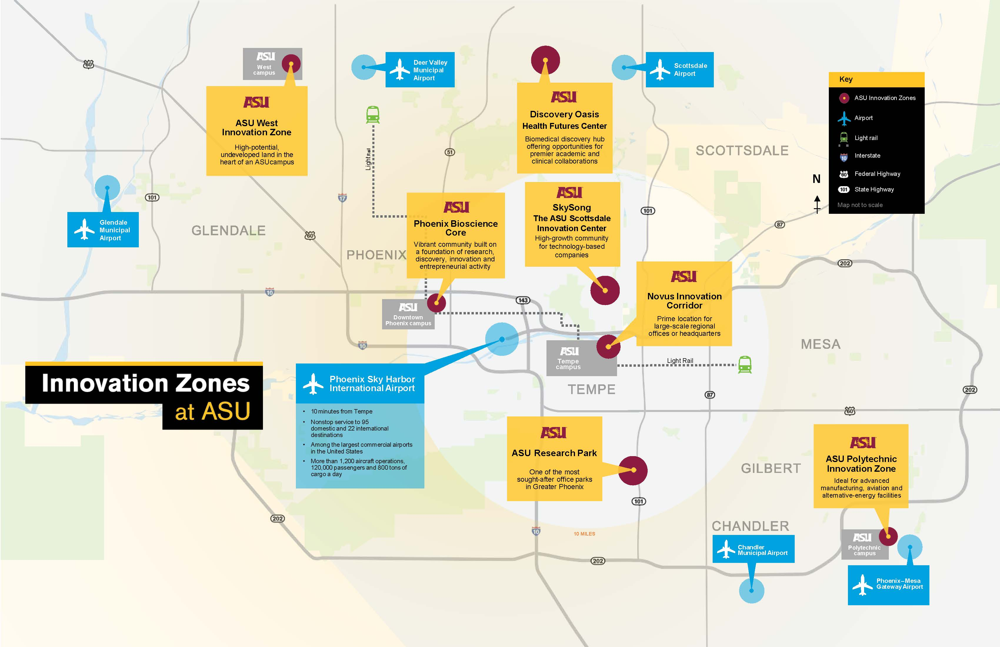 60
ASU
West
campus
ASU
ASU West
Innovation Zone
High-potential,
undeveloped land in the
heart of an ASUcampus
Deer Valley
Municipal
Airport
ASU
Discovery Oasis
Health Futures Center
Biomedical discovery hub
offering opportunities for
premier academic and
clinical collaborations
Scottsdale
Airport
Key
ASU Innovation Zones
Airport
Light rail
10
Interstate
60
Federal Highway
101
State Highway
Map not to scale
N
SCOTTSDALE
Light Rail
51
101
17
Glendale
Municipal
Airport
GLENDALE
60
PHOENIX
ASU
Phoenix Bioscience
Core
Vibrant community built on
a foundation of research,
discovery, innovation and
entrepreneurial activity
ASU
SkySong
The ASU Scottsdale
Innovation Center
High-growth community
for technology-based
companies
101
87
202
ASU
Novus Innovation
Corridor
Prime location for
large-scale regional
offices or headquarters
10
143
ASU
Downtown
Phoenix campus
10
MESA
ASU
Tempe
campus
Light Rail
TEMPE
Innovation Zones
at ASU
Phoenix Sky Harbor
International Airport
• 10 minutes from Tempe
• Nonstop service to 95
domestic and 22 international
destinations
• Among the largest commercial airports
in the United States
• More than 1,200 aircraft operations,
120,000 passengers and 800 tons of
cargo a day
87
202
60
ASU
ASU Research Park
One of the most
sought-after office parks
in Greater Phoenix
101
GILBERT
ASU
ASU Polytechnic
Innovation Zone
Ideal for advanced
manufacturing, aviation and
alternative-energy facilities
202
10
10 MILES
CHANDLER
Chandler
Municipal Airport
ASU
Polytechnic
campus
202
Phoenix–Mesa
Gateway Airport